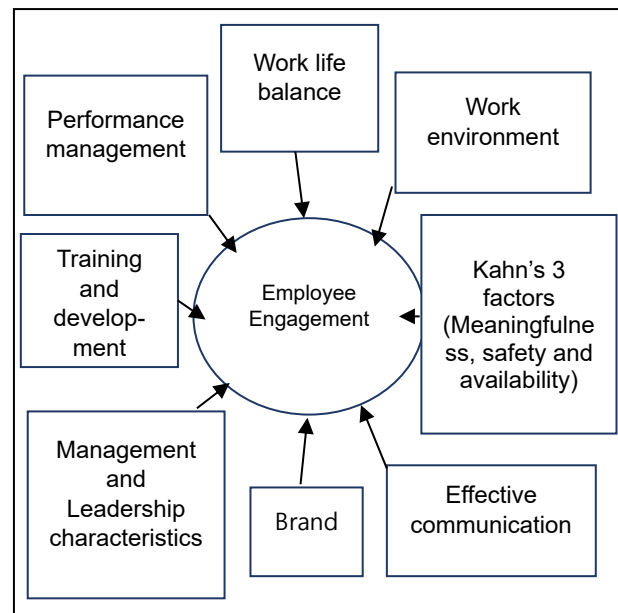 Work life
balance
Work
environment
Performance
management
Training
and
develop-
ment
Employee
Engagement
Kahn’s 3
factors
(Meaningfulne
ss, safety and
availability)
Management
and
Leadership
characteristics
Brand
Effective
communication